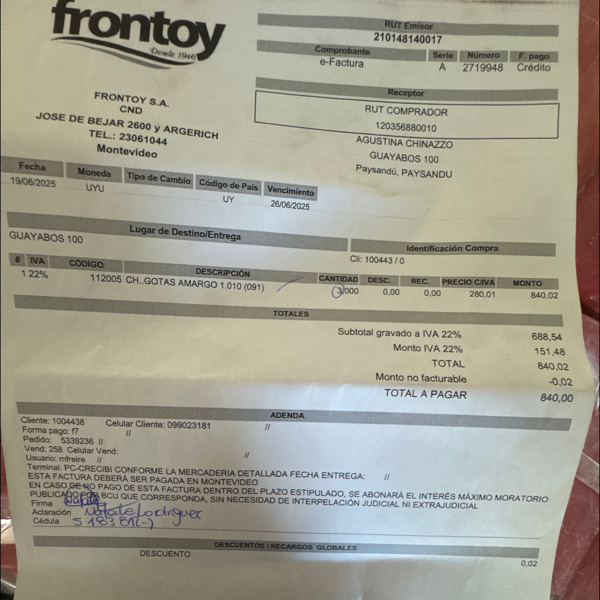 frontoy
Desde 1946
FRONTOY S.A.
CND
JOSE DE BEJAR 2600 y ARGERICH
TEL.: 23061044
Montevideo
RUT Emisor
210148140017
Comprobante Serie Número F. pago
e-Factura A 2719948 Crédito
Receptor
RUT COMPRADOR
120356880010
AGUSTINA CHINAZZO
GUAYABOS 100
Paysandú, PAYSANDU
Fecha Moneda Tipo de Cambio Código de País Vencimiento
19/06/2025 UYU UY 26/06/2025
Lugar de Destino/Entrega Identificación Compra
GUAYABOS 100 Cli: 100443 / 0
# IVA CÓDIGO DESCRIPCIÓN CANTIDAD DESC. REC. PRECIO C/IVA MONTO
1 22% 112005 CH..GOTAS AMARGO 1.010 (091) 3,000 0,00 0,00 280,01 840,02
TOTALES
Subtotal gravado a IVA 22% 688,54
Monto IVA 22% 151,48
TOTAL 840,02
Monto no facturable -0,02
TOTAL A PAGAR 840,00
ADENDA
Cliente: 1004438 Celular Cliente: 099023181 //
Forma pago: f7 //
Pedido: 5339236 //
Vend: 258 Celular Vend: //
Usuario: mfreire //
Terminal: PC-CRECIBI CONFORME LA MERCADERIA DETALLADA FECHA ENTREGA: //
ESTA FACTURA DEBERÁ SER PAGADA EN MONTEVIDEO
EN CASO DE NO PAGO DE ESTA FACTURA DENTRO DEL PLAZO ESTIPULADO, SE ABONARÁ EL INTERÉS MÁXIMO MORATORIO
PUBLICADO POR BCU QUE CORRESPONDA, SIN NECESIDAD DE INTERPELACIÓN JUDICIAL NI EXTRAJUDICIAL
Firma
Aclaración
Cédula
DESCUENTOS / RECARGOS GLOBALES
DESCUENTO 0,02